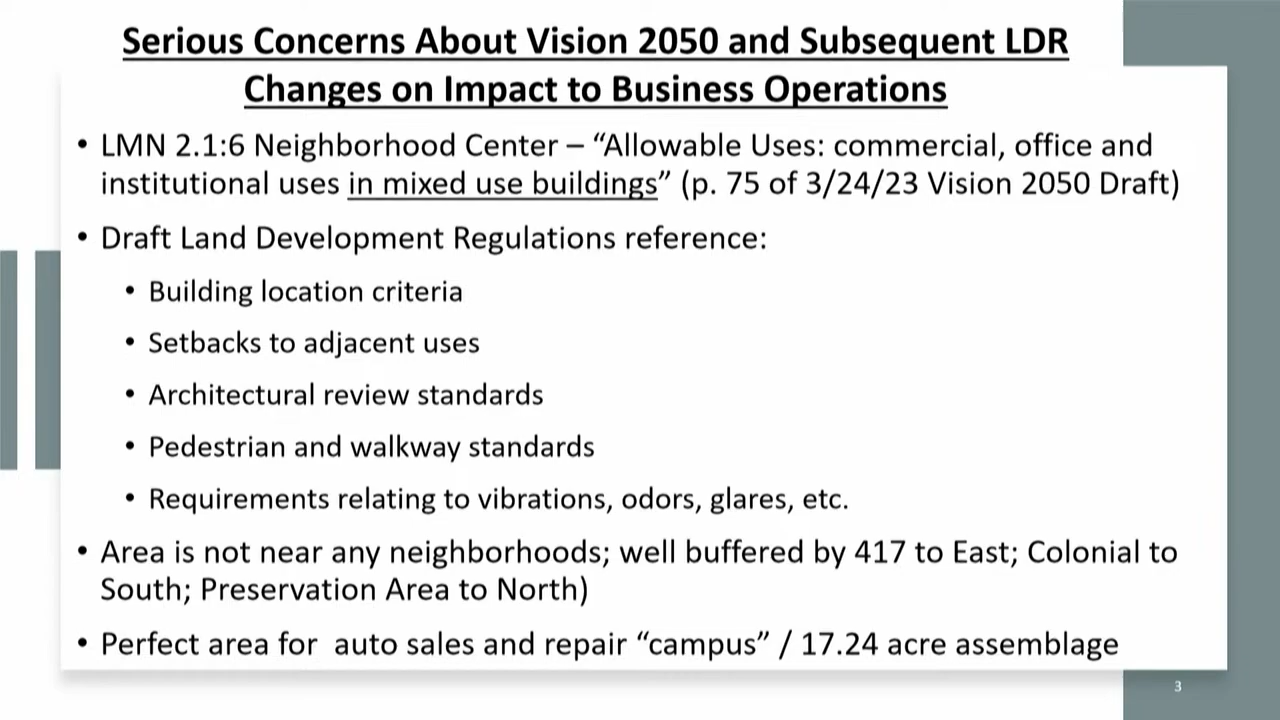 Serious Concerns About Vision 2050 and Subsequent LDR
Changes on Impact to Business Operations
• LMN 2.1:6 Neighborhood Center – “Allowable Uses: commercial, office and
institutional uses in mixed use buildings” (p. 75 of 3/24/23 Vision 2050 Draft)
• Draft Land Development Regulations reference:
• Building location criteria
• Setbacks to adjacent uses
• Architectural review standards
• Pedestrian and walkway standards
• Requirements relating to vibrations, odors, glares, etc.
• Area is not near any neighborhoods; well buffered by 417 to East; Colonial to
South; Preservation Area to North)
• Perfect area for  auto sales and repair “campus” / 17.24 acre assemblage
3